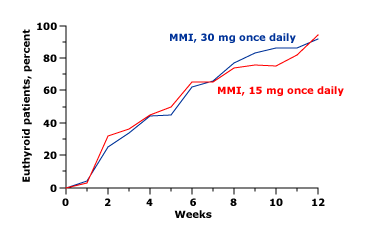 100
MMI, 30 mg once daily
80
MMI, 15 mg once daily
60
40
20
0
Euthyroid patients, percent
0 2 4 6 8 10 12
Weeks